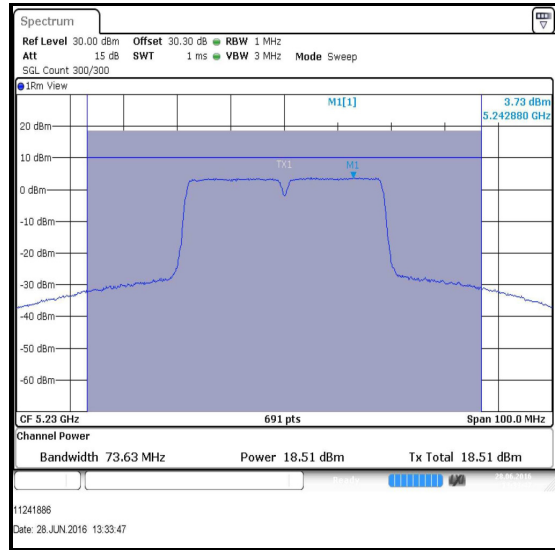 Spectrum
Ref Level 30.00 dBm Offset 30.30 dB RBW 1 MHz
Att 15 dB SWT 1 ms VBW 3 MHz Mode Sweep
SGL Count 300/300
1Rm View
M1[1] 3.73 dBm
5.242880 GHz
20 dBm
10 dBm
TX1 M1
0 dBm
-10 dBm
-20 dBm
-30 dBm
-40 dBm
-50 dBm
-60 dBm
CF 5.23 GHz 691 pts Span 100.0 MHz
Channel Power
Bandwidth 73.63 MHz Power 18.51 dBm Tx Total 18.51 dBm
Ready
11241886
Date: 28.JUN.2016 13:33:47